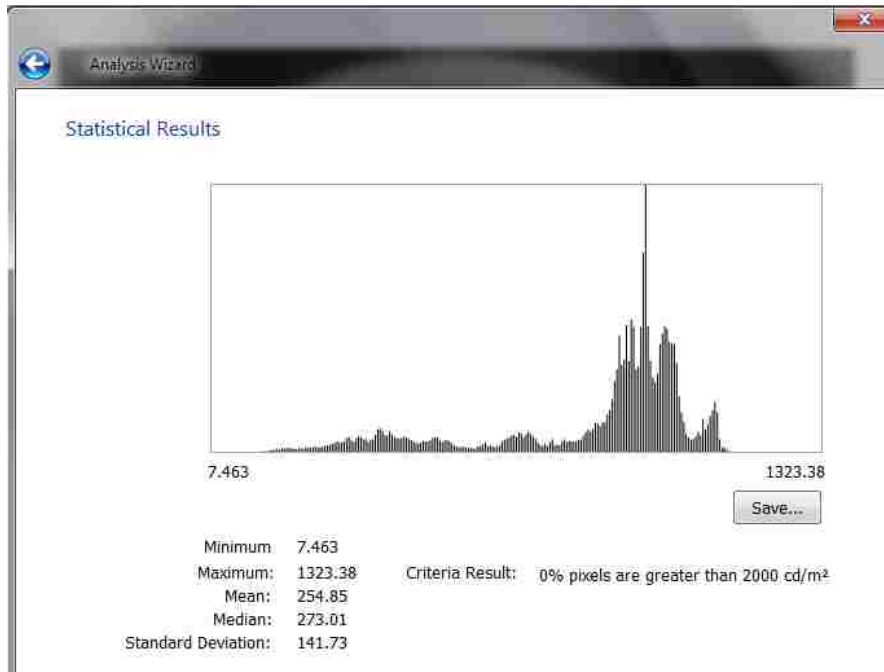 Analysis Wizard
Statistical Results
7.463 1323.38
Save...
Minimum 7.463
Maximum: 1323.38 Criteria Result: 0% pixels are greater than 2000 cd/m²
Mean: 254.85
Median: 273.01
Standard Deviation: 141.73